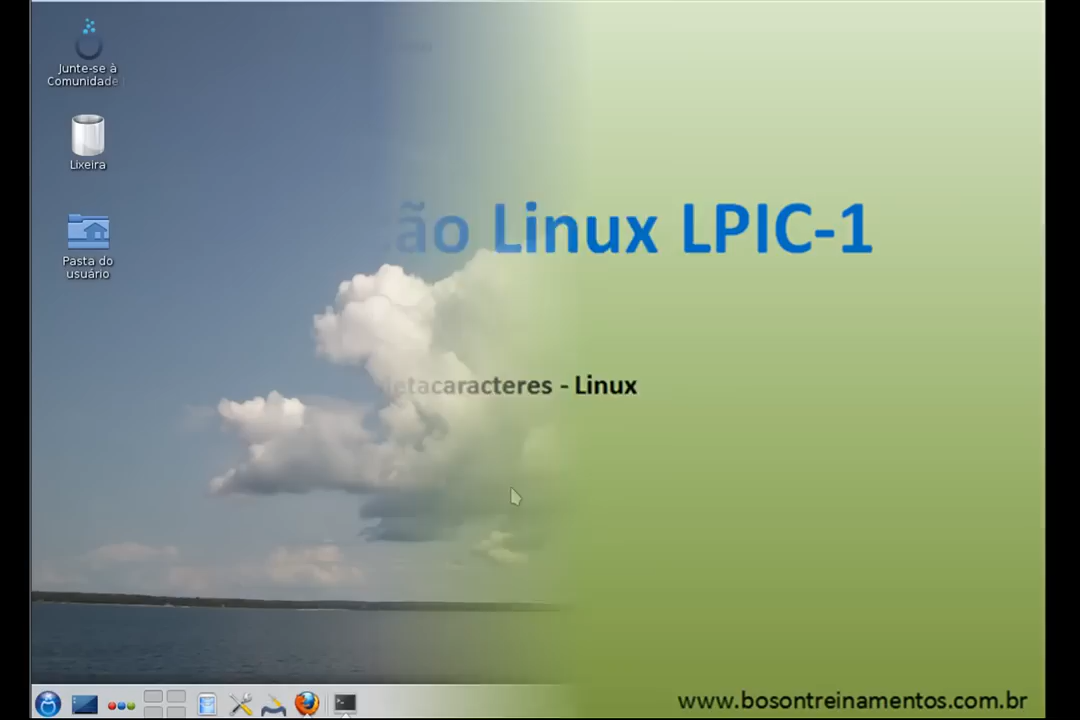 Junte-se à
Comunidade
Lixeira
Pasta do
usuário
ão Linux LPIC-1
etacaracteres - Linux
www.bosontreinamentos.com.br